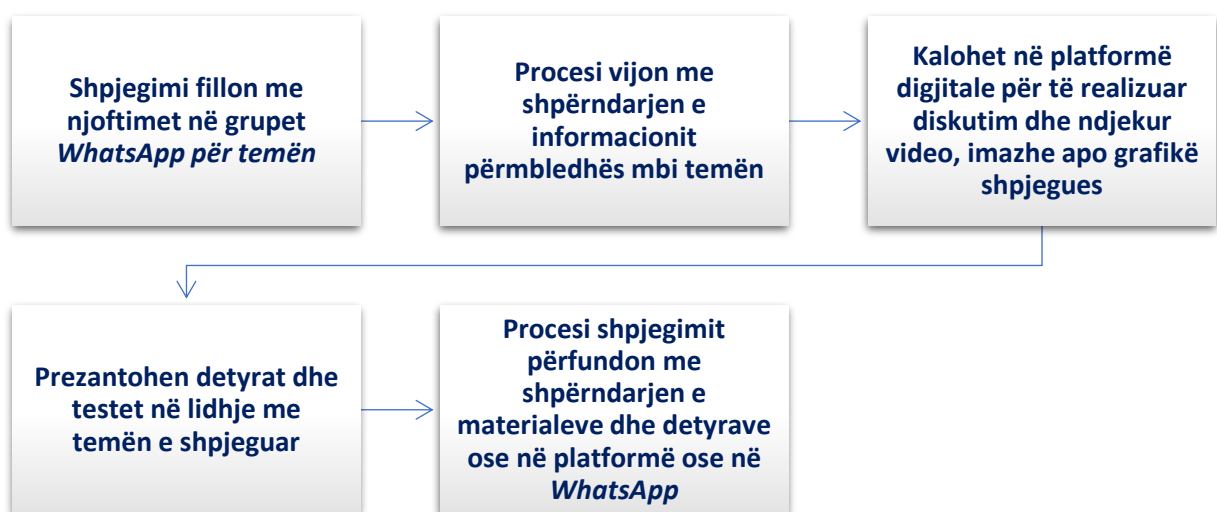 Shpjegimi fillon me
njoftimet në grupet
WhatsApp për temën
Procesi vijon me
shpërndarjen e
informacionit
përmbledhës mbi temën
Kalohet në platformë
digjitale për të realizuar
diskutim dhe ndjekur
video, imazhe apo grafikë
shpjegues
Prezantohen detyrat dhe
testet në lidhje me
temën e shpjeguar
Procesi shpjegimit
përfundon me
shpërndarjen e
materialeve dhe detyrave
ose në platformë ose në
WhatsApp